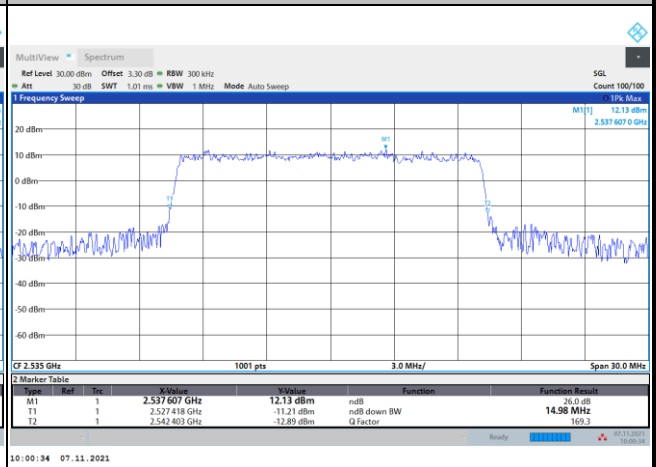 MultiView Spectrum
Ref Level 30.00 dBm Offset 3.30 dB RBW 300 kHz SGL
Att 30 dB SWT 1.01 ms VBW 1 MHz Mode Auto Sweep Count 100/100
1 Frequency Sweep 1Pk Max
M1[1] 12.13 dBm
2.537 607 0 GHz
20 dBm
M1
10 dBm
0 dBm
T1
T2
-10 dBm
-20 dBm
-30 dBm
-40 dBm
-50 dBm
-60 dBm
CF 2.535 GHz 1001 pts 3.0 MHz/ Span 30.0 MHz
2 Marker Table
Type Ref Trc X-Value Y-Value Function Function Result
M1 1 2.537 607 GHz 12.13 dBm ndB 26.0 dB
T1 1 2.527 418 GHz -11.21 dBm ndB down BW 14.98 MHz
T2 1 2.542 403 GHz -12.89 dBm Q Factor 169.3
Ready 07.11.2021
10:00:34
10:00:34 07.11.2021